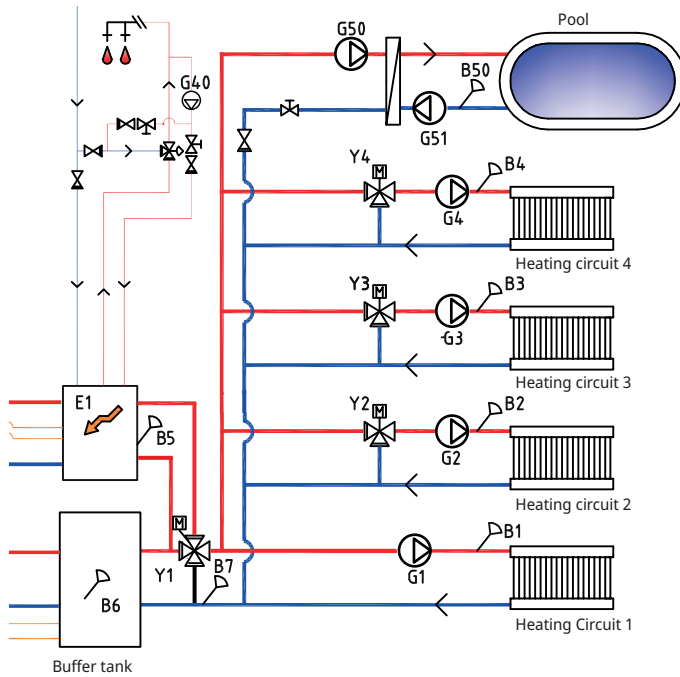 Pool
G50
B50
G40
G51
Y4
B4
G4
Heating circuit 4
Y3
M
B3
-G3
Heating circuit 3
Y2
M
B2
G2
Heating circuit 2
E1
B5
M
B1
Y1
B7
G1
B6
Heating Circuit 1
Buffer tank
M